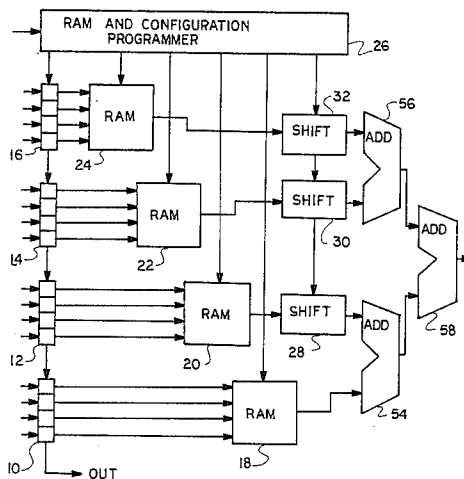 RAM AND CONFIGURATION
PROGRAMMER
26
16
RAM
24
32
SHIFT
56
ADD
14
RAM
22
SHIFT
30
ADD
58
12
RAM
20
SHIFT
28
ADD
54
10
RAM
18
OUT